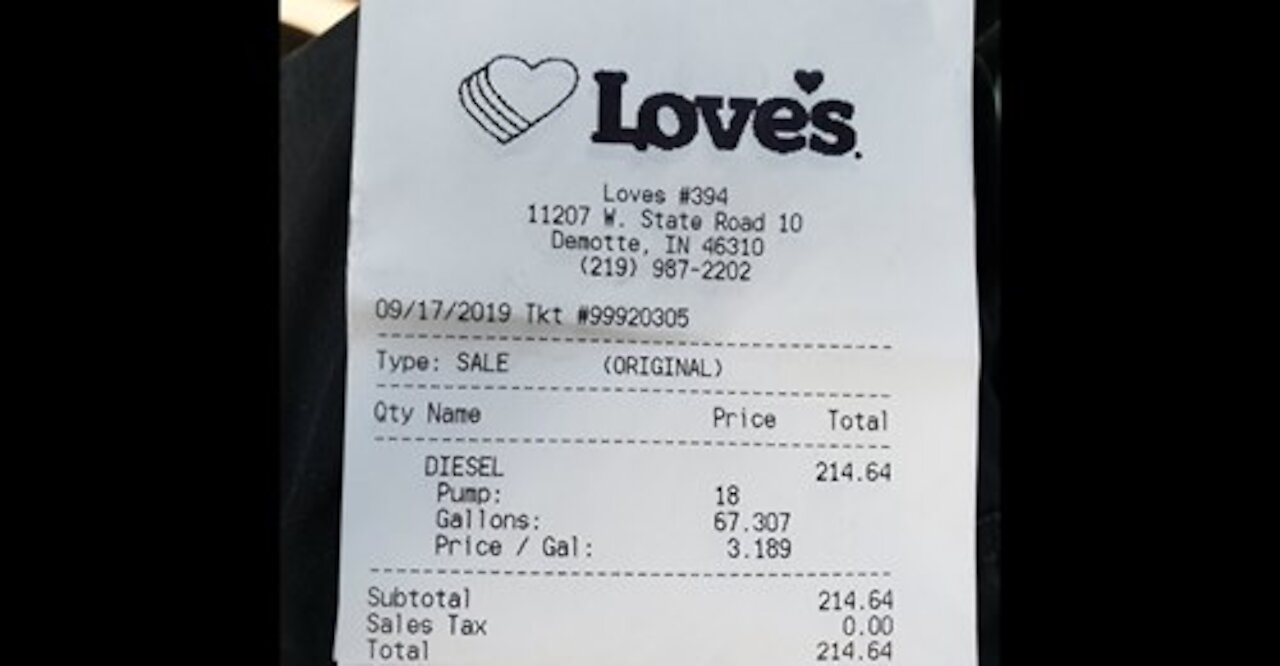 Love's
Loves #394
11207 W. State Road 10
Demotte, IN 46310
(219) 987-2202
09/17/2019 Tkt #99920305
Type: SALE (ORIGINAL)
Qty Name Price Total
DIESEL 214.64
Pump: 18
Gallons: 67.307
Price / Gal: 3.189
Subtotal 214.64
Sales Tax 0.00
Total 214.64